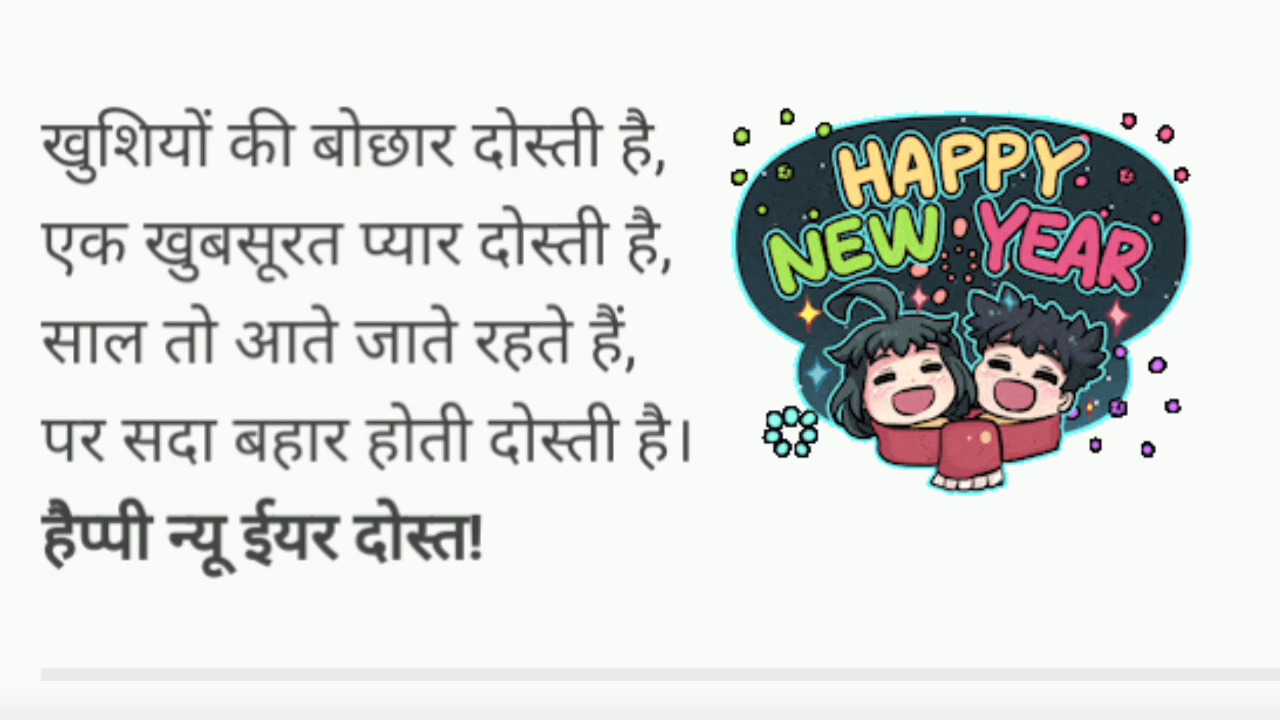 खुशियों की बोछार दोस्ती है,
एक खुबसूरत प्यार दोस्ती है,
साल तो आते जाते रहते हैं,
पर सदा बहार होती दोस्ती है।
हैप्पी न्यू ईयर दोस्त!
HAPPY
NEW YEAR